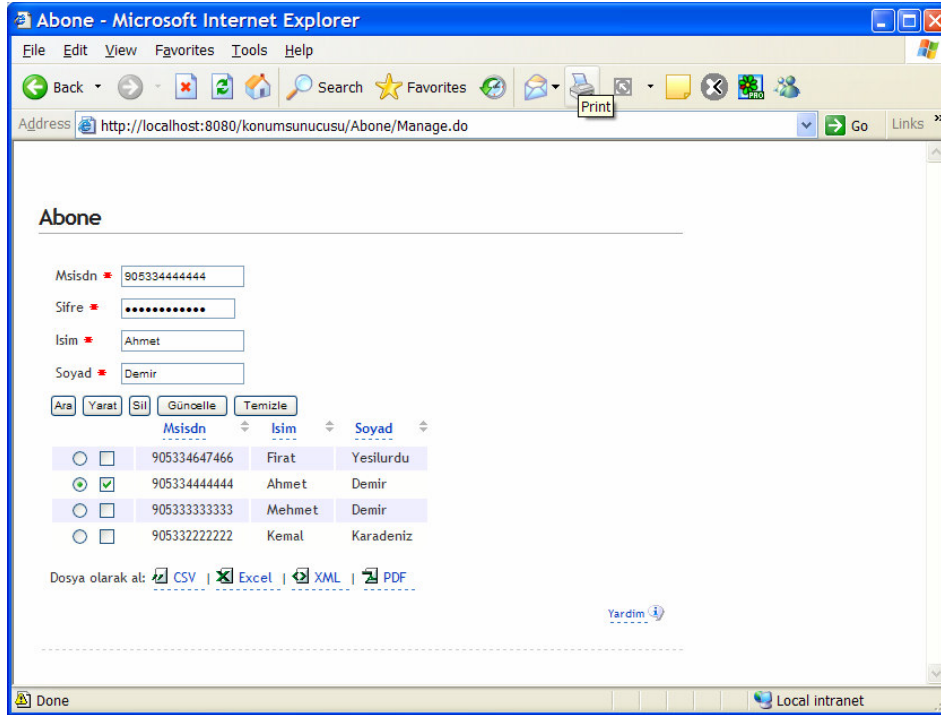 Abone - Microsoft Internet Explorer
File Edit View Favorites Tools Help
Back Search Favorites PRO
Print
Address http://localhost:8080/konumsunucusu/Abone/Manage.do Go Links »
Abone
Msisdn * 905334444444
Sifre * ••••••••••••
Isim * Ahmet
Soyad * Demir
Ara Yarat Sil Güncelle Temizle
Msisdn Isim Soyad
905334647466 Firat Yesilurdu
905334444444 Ahmet Demir
905333333333 Mehmet Demir
905332222222 Kemal Karadeniz
Dosya olarak al: CSV | Excel | XML | PDF
Yardim
Done Local intranet